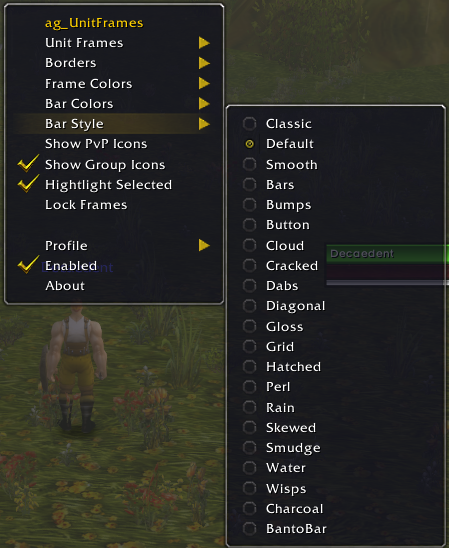 ag_UnitFrames
Unit Frames
Borders
Frame Colors
Bar Colors
Bar Style
Show PvP Icons
Show Group Icons
Hightlight Selected
Lock Frames
Profile
Enabled
About
Classic
Default
Smooth
Bars
Bumps
Button
Cloud
Cracked
Dabs
Diagonal
Gloss
Grid
Hatched
Perl
Rain
Skewed
Smudge
Water
Wisps
Charcoal
BantoBar
Decaedent